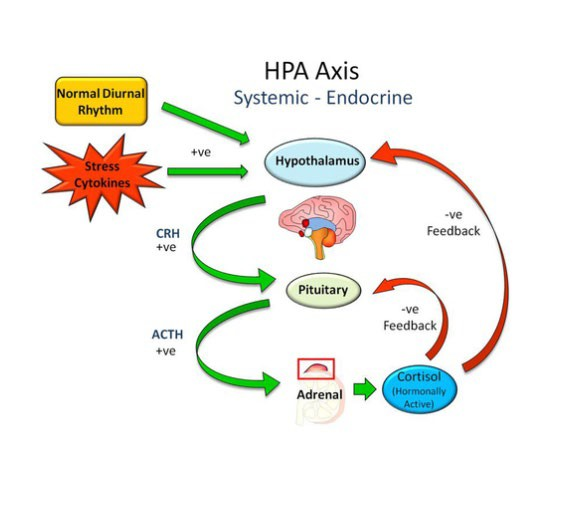 HPA Axis
Systemic - Endocrine
Normal Diurnal
Rhythm
+ve
Stress
Cytokines
Hypothalamus
-ve
Feedback
CRH
+ve
Pituitary
-ve
Feedback
ACTH
+ve
Adrenal
Cortisol
(Hormonally
Active)